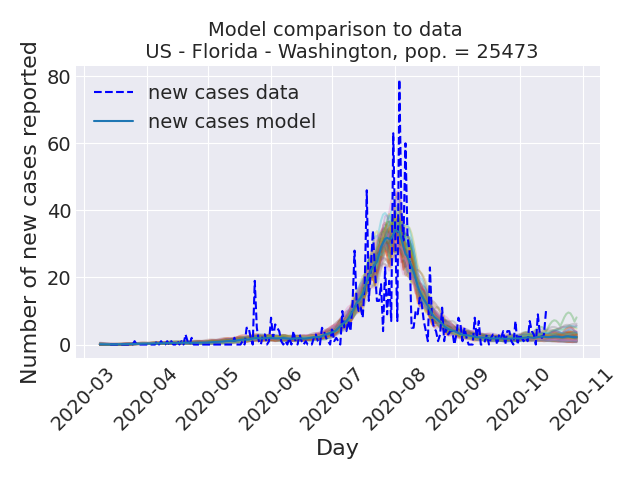 Model comparison to data
US - Florida - Washington, pop. = 25473
Number of new cases reported
80
60
40
20
0
new cases data
new cases model
2020-03
2020-04
2020-05
2020-06
2020-07
2020-08
2020-09
2020-10
2020-11
Day